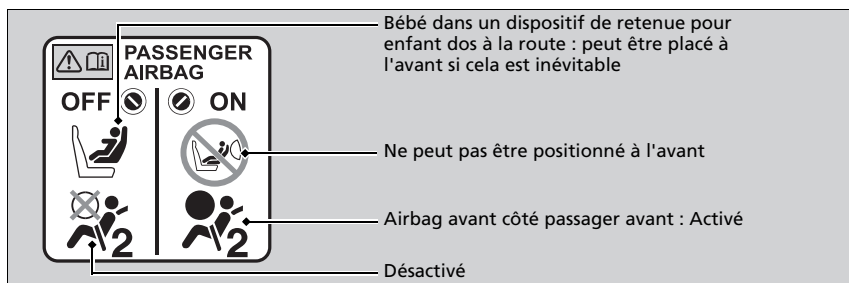 Bébé dans un dispositif de retenue pour
enfant dos à la route : peut être placé à
l'avant si cela est inévitable
PASSENGER
AIRBAG
OFF ON
Ne peut pas être positionné à l'avant
2 2
Airbag avant côté passager avant : Activé
Désactivé